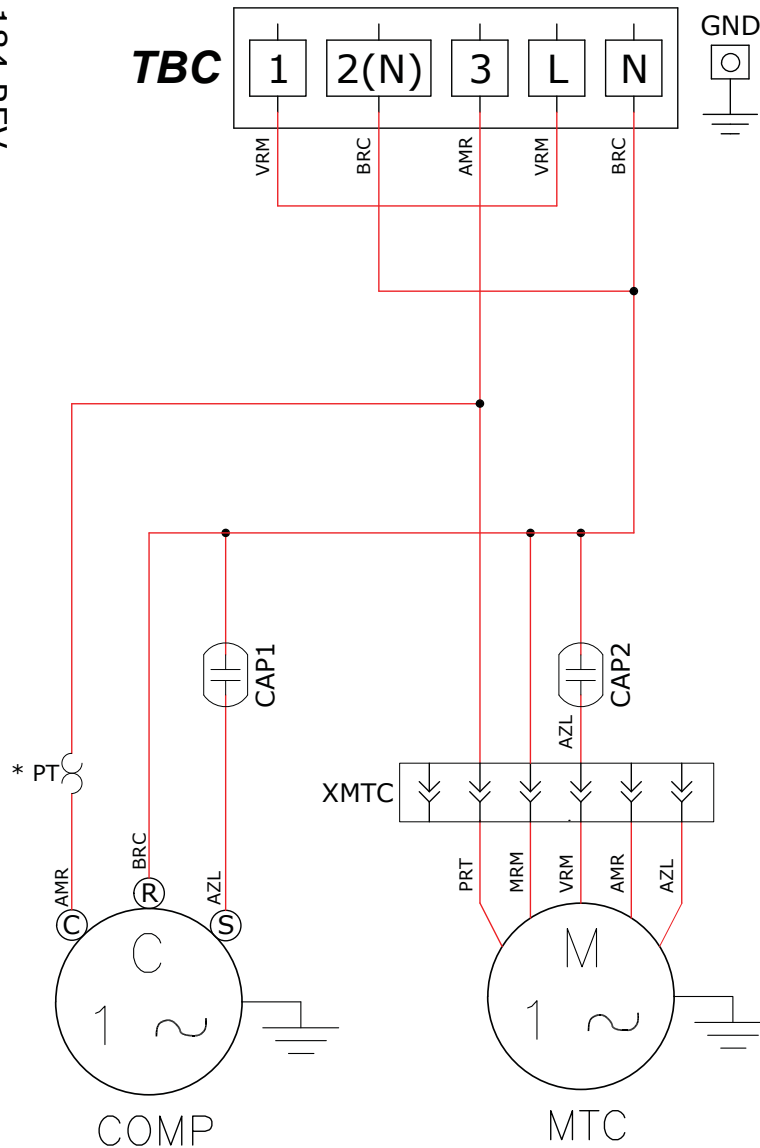 GND
TBC 1 2(N) 3 L N
VRM BRC AMR VRM BRC
CAP1 CAP2
AZL
* PT
XMTC
AMR BRC AZL PRT MRM VRM AMR AZL
C R S
C M
1 1
COMP MTC